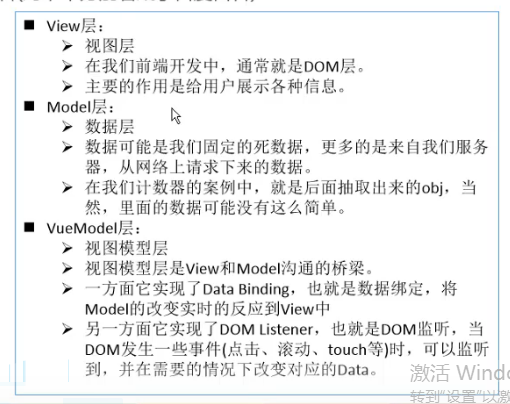 ■ View层：
➢ 视图层
➢ 在我们前端开发中，通常就是DOM层。
➢ 主要的作用是给用户展示各种信息。
■ Model层：
➢ 数据层
➢ 数据可能是我们固定的死数据，更多的是来自我们服务
器，从网络上请求下来的数据。
➢ 在我们计数器的案例中，就是后面抽取出来的obj，当
然，里面的数据可能没有这么简单。
■ VueModel层：
➢ 视图模型层
➢ 视图模型层是View和Model沟通的桥梁。
➢ 一方面它实现了Data Binding，也就是数据绑定，将
Model的改变实时的反应到View中
➢ 另一方面它实现了DOM Listener，也就是DOM监听，当
DOM发生一些事件(点击、滚动、touch等)时，可以监听
到，并在需要的情况下改变对应的Data。
激活 Windo
转到"设置"以激